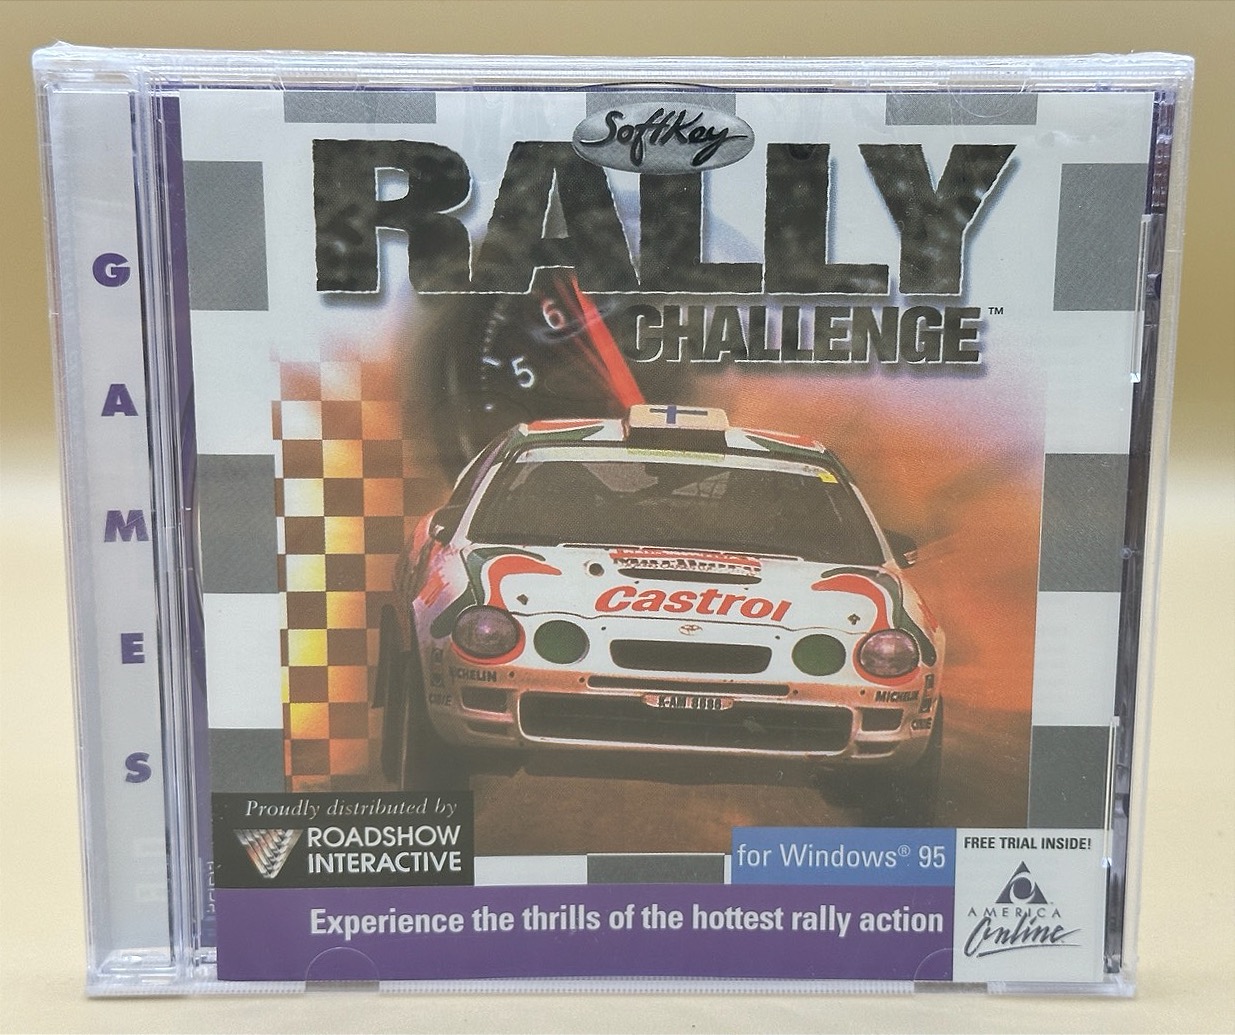 GAMES
SoftKey
RALLY
CHALLENGE™
6
5
Castrol
MICHELIN
MICHELIN
Proudly distributed by
ROADSHOW
INTERACTIVE
for Windows® 95
FREE TRIAL INSIDE!
AMERICA
Online
Experience the thrills of the hottest rally action